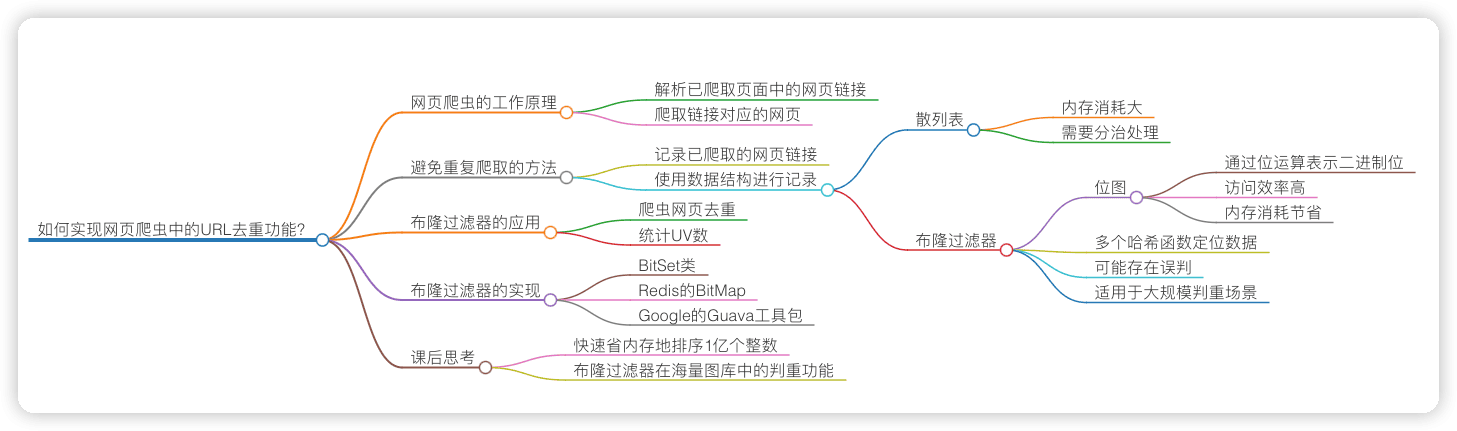 如何实现网页爬虫中的URL去重功能?
网页爬虫的工作原理
解析已爬取页面中的网页链接
爬取链接对应的网页
避免重复爬取的方法
记录已爬取的网页链接
使用数据结构进行记录
散列表
内存消耗大
需要分治处理
布隆过滤器
位图
通过位运算表示二进制位
访问效率高
内存消耗节省
多个哈希函数定位数据
可能存在误判
适用于大规模判重场景
布隆过滤器的应用
爬虫网页去重
统计UV数
布隆过滤器的实现
BitSet类
Redis的BitMap
Google的Guava工具包
课后思考
快速省内存地排序1亿个整数
布隆过滤器在海量图库中的判重功能